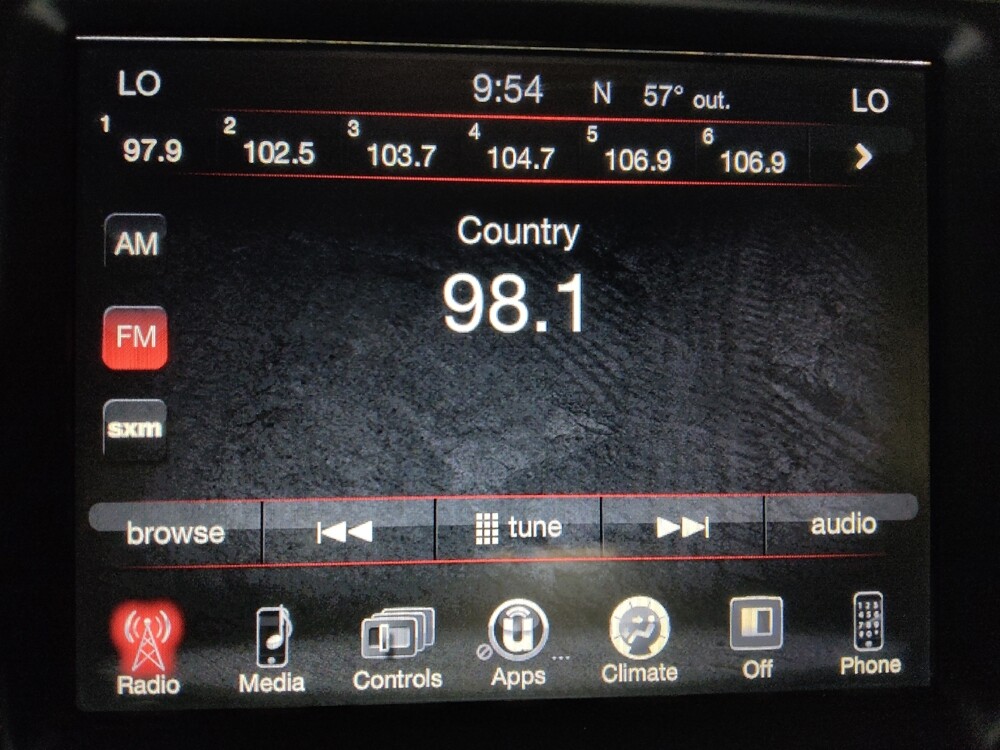 LO 9:54 N 57° out. LO
1 97.9 2 102.5 3 103.7 4 104.7 5 106.9 6 106.9
AM
Country
98.1
FM
sxm
browse tune audio
Radio Media Controls Apps ... Climate Off Phone